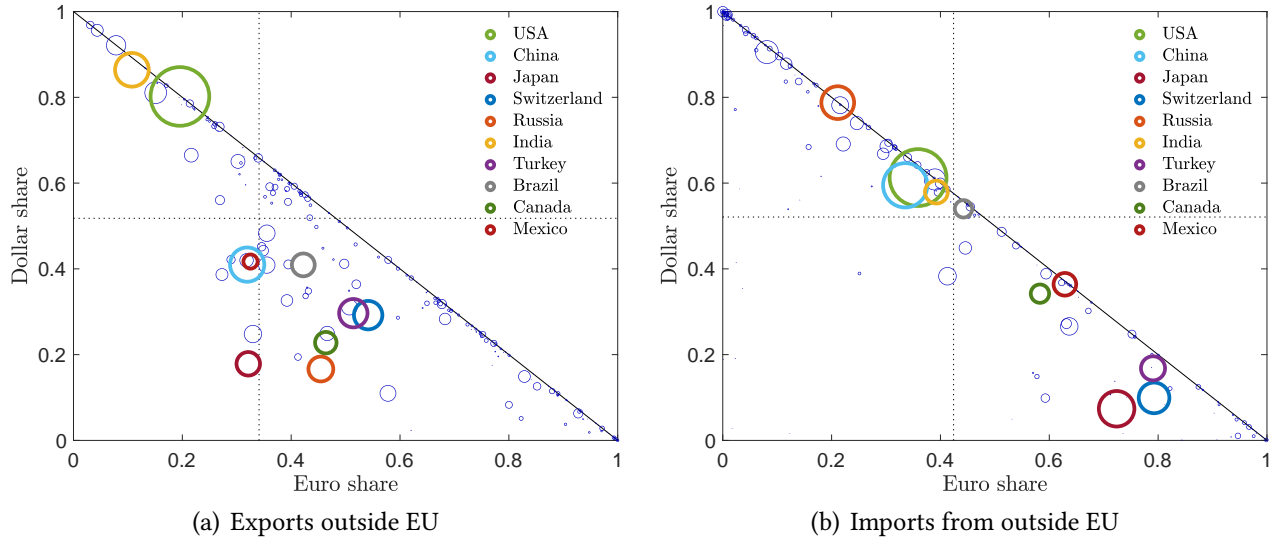 1
0.8
0.6
0.4
0.2
0
0 0.2 0.4 0.6 0.8 1
Dollar share
Euro share
USA
China
Japan
Switzerland
Russia
India
Turkey
Brazil
Canada
Mexico
(a) Exports outside EU
1
0.8
0.6
0.4
0.2
0
0 0.2 0.4 0.6 0.8 1
Dollar share
Euro share
USA
China
Japan
Switzerland
Russia
India
Turkey
Brazil
Canada
Mexico
(b) Imports from outside EU